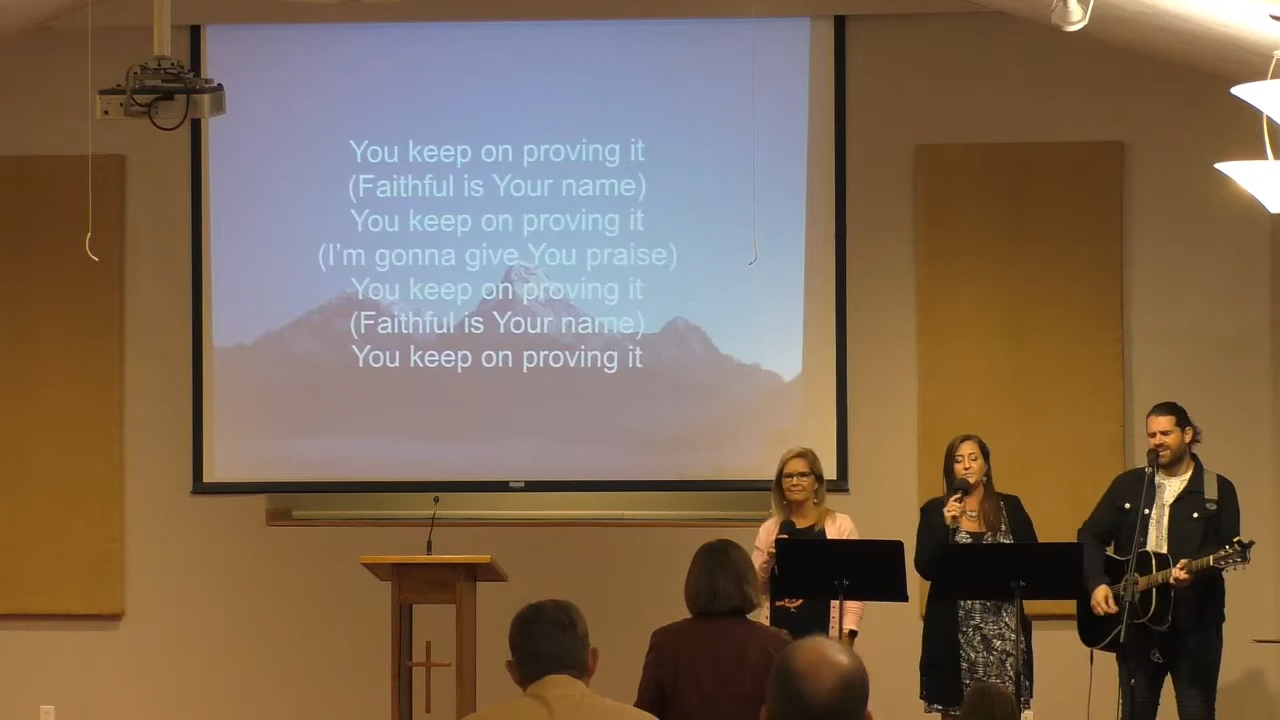 You keep on proving it
(Faithful is Your name)
You keep on proving it
(I'm gonna give You praise)
You keep on proving it
(Faithful is Your name)
You keep on proving it